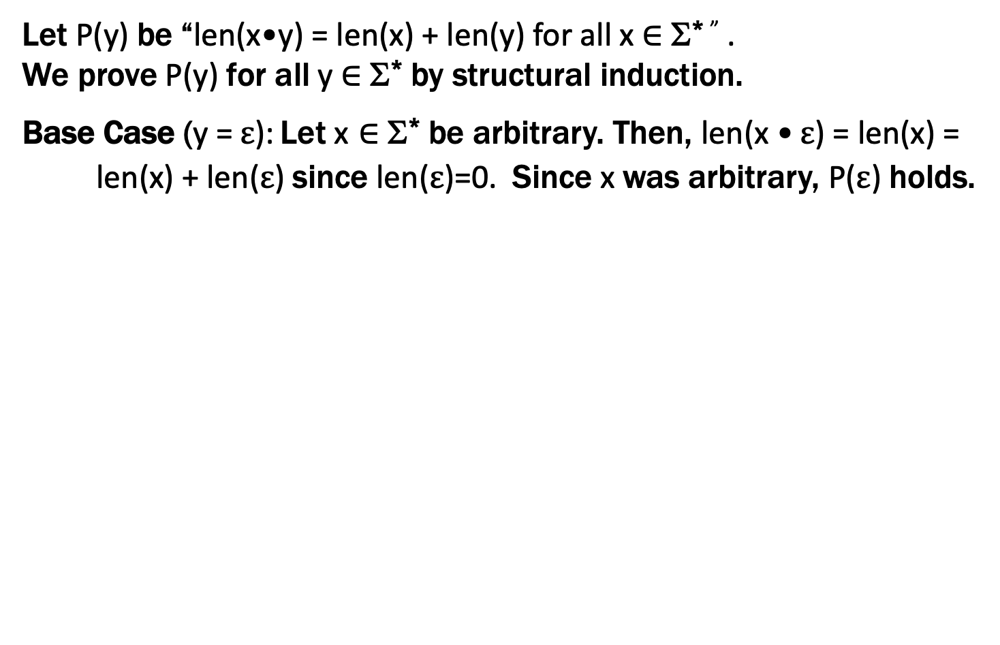 Let P(y) be “len(x•y) = len(x) + len(y) for all x ∈ Σ* ” .
We prove P(y) for all y ∈ Σ* by structural induction.
Base Case (y = ε): Let x ∈ Σ* be arbitrary. Then, len(x • ε) = len(x) =
len(x) + len(ε) since len(ε)=0. Since x was arbitrary, P(ε) holds.